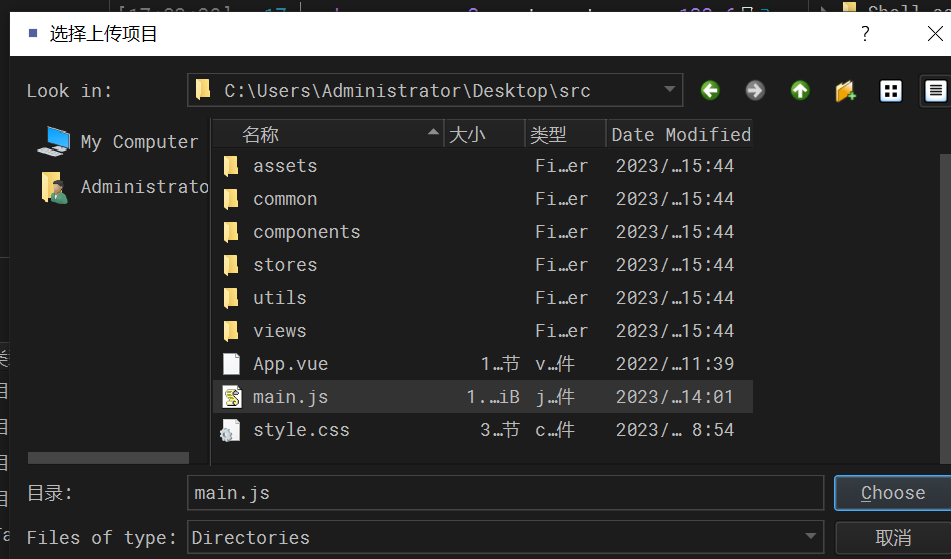 选择上传项目
?
Look in:
C:\Users\Administrator\Desktop\src
My Computer
Administrato
名称 大小 类型 Date Modified
assets Fi…er 2023/…15:44
common Fi…er 2023/…15:44
components Fi…er 2023/…15:44
stores Fi…er 2023/…15:44
utils Fi…er 2023/…15:44
views Fi…er 2023/…15:44
App.vue 1…节 v…件 2022/…11:39
main.js 1.…iB j…件 2023/…14:01
style.css 3…节 c…件 2023/… 8:54
目录: main.js Choose
Files of type: Directories 取消